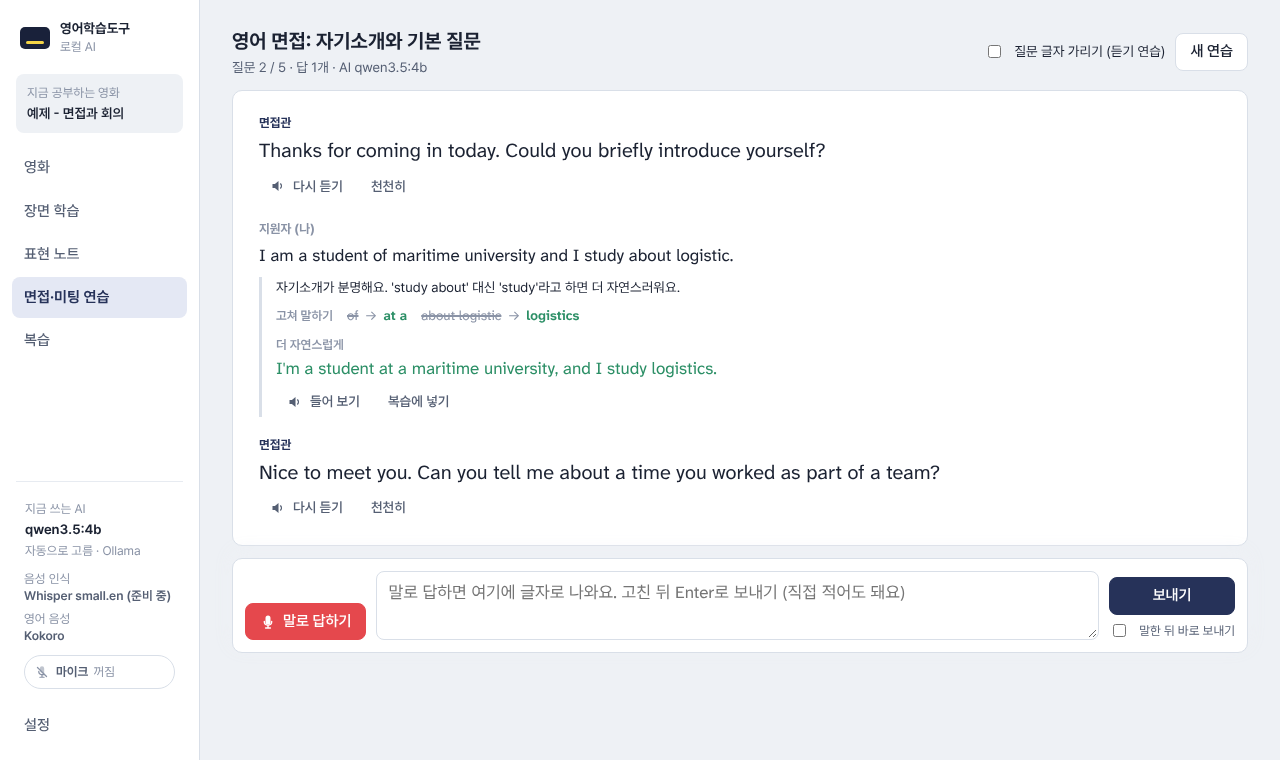 영어학습도구
로컬 AI
지금 공부하는 영화
예제 - 면접과 회의
영화
장면 학습
표현 노트
면접·미팅 연습
복습
지금 쓰는 AI
qwen3.5:4b
자동으로 고름 · Ollama
음성 인식
Whisper small.en (준비 중)
영어 음성
Kokoro
마이크 꺼짐
설정
영어 면접: 자기소개와 기본 질문
질문 2 / 5 · 답 1개 · AI qwen3.5:4b
질문 글자 가리기 (듣기 연습)
새 연습
면접관
Thanks for coming in today. Could you briefly introduce yourself?
다시 듣기 천천히
지원자 (나)
I am a student of maritime university and I study about logistic.
자기소개가 분명해요. 'study about' 대신 'study'라고 하면 더 자연스러워요.
고쳐 말하기 of → at a about logistic → logistics
더 자연스럽게
I'm a student at a maritime university, and I study logistics.
들어 보기 복습에 넣기
면접관
Nice to meet you. Can you tell me about a time you worked as part of a team?
다시 듣기 천천히
말로 답하기
말로 답하면 여기에 글자로 나와요. 고친 뒤 Enter로 보내기 (직접 적어도 돼요)
보내기
말한 뒤 바로 보내기